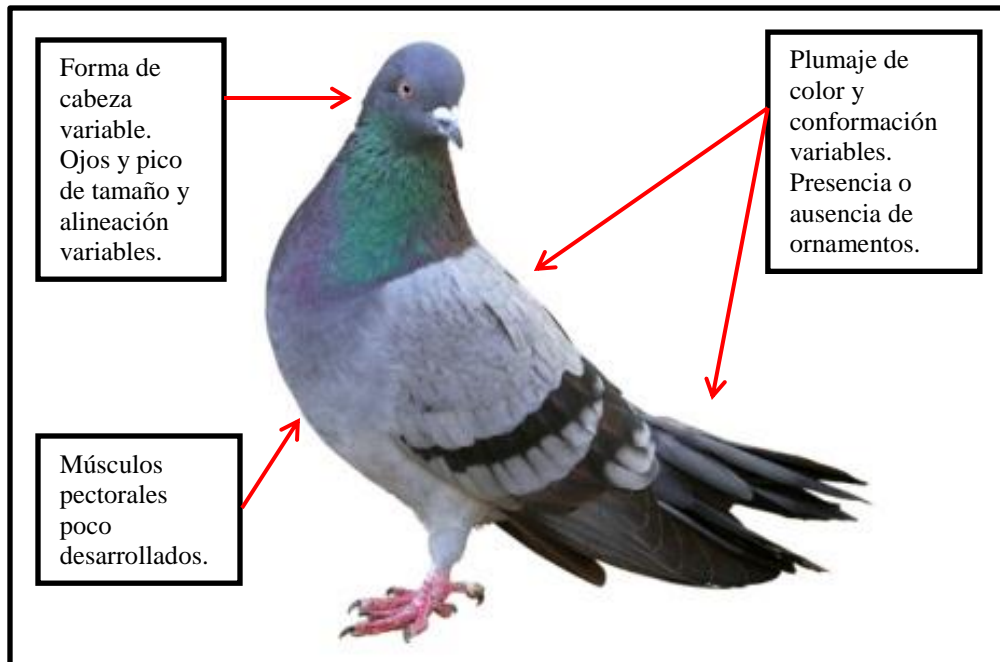 Forma de
cabeza
variable.
Ojos y pico
de tamaño y
alineación
variables.
Plumaje de
color y
conformación
variables.
Presencia o
ausencia de
ornamentos.
Músculos
pectorales
poco
desarrollados.